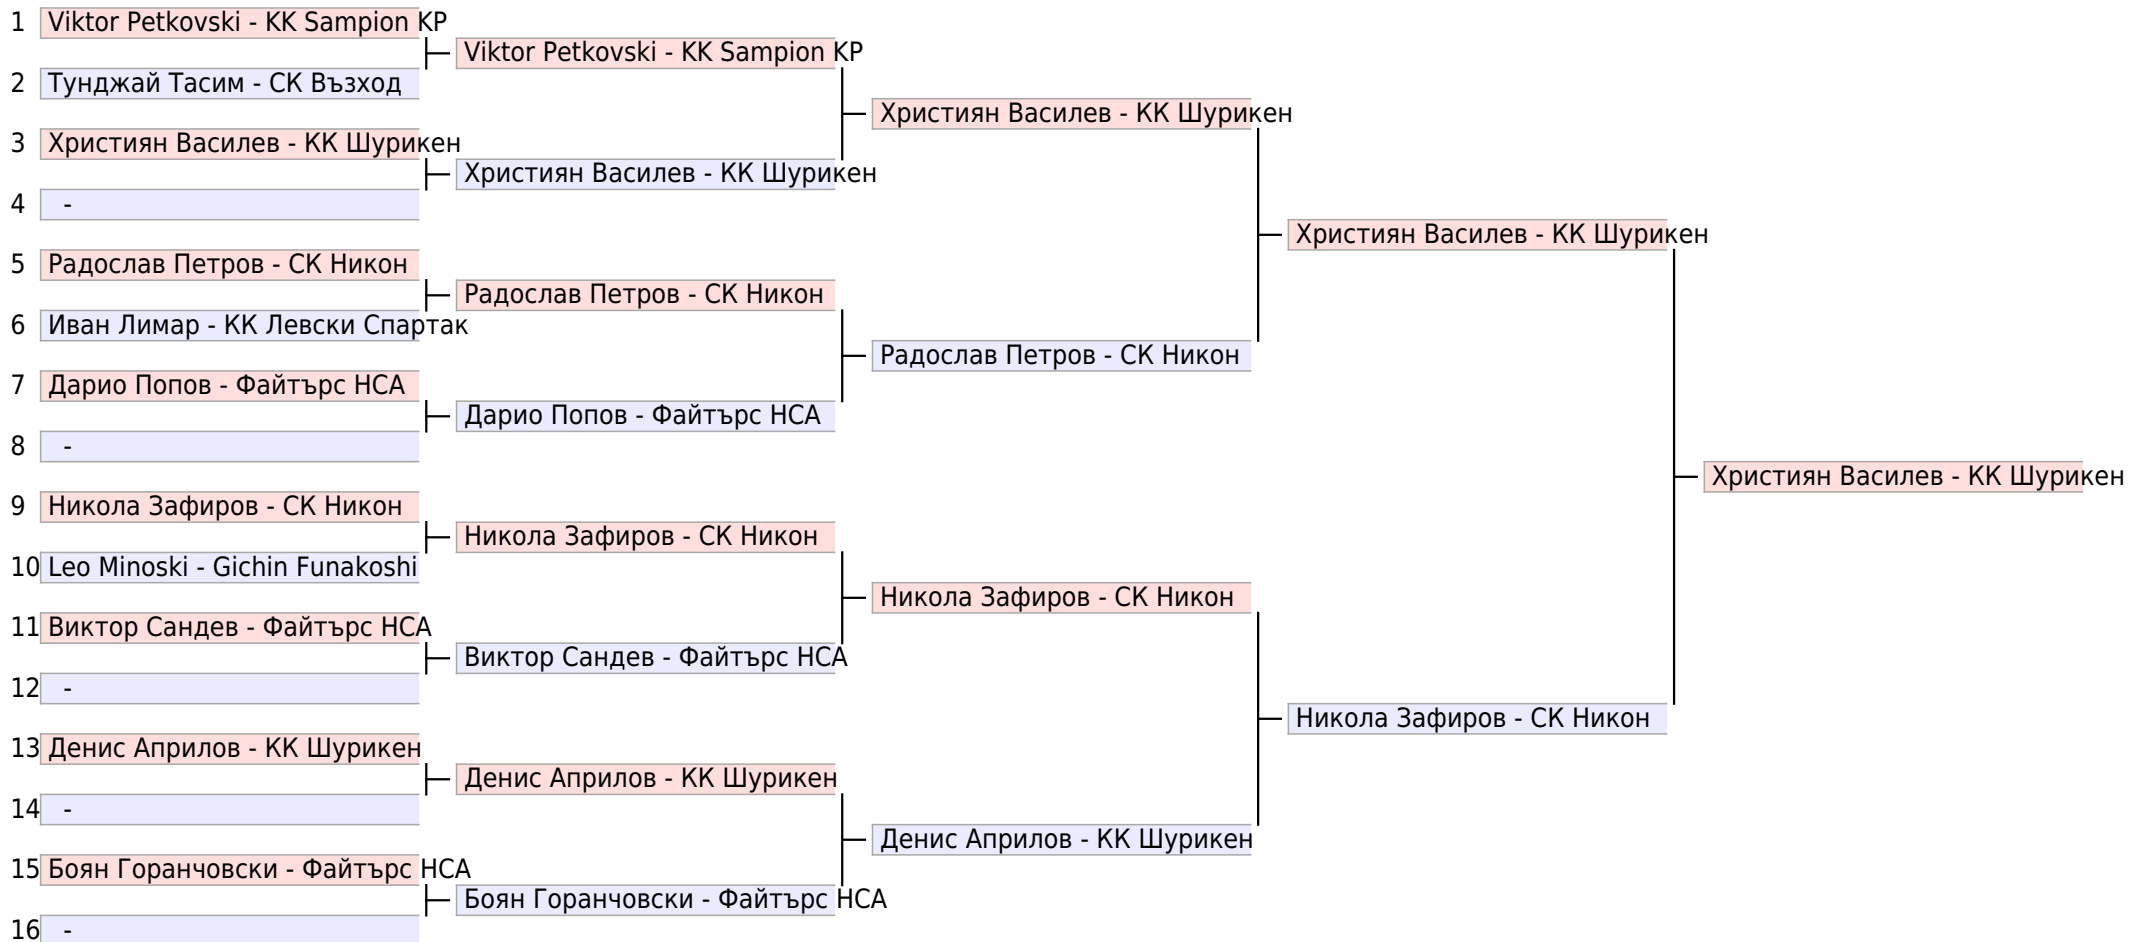 1 Viktor Petkovski - KK Sampion KP
Viktor Petkovski - KK Sampion KP
2 Тунджай Тасим - СК Възход
Християн Василев - КК Шурикен
3 Християн Василев - КК Шурикен
Християн Василев - КК Шурикен
4 -
Християн Василев - КК Шурикен
5 Радослав Петров - СК Никон
Радослав Петров - СК Никон
6 Иван Лимар - КК Левски Спартак
Радослав Петров - СК Никон
7 Дарио Попов - Файтърс НСА
Дарио Попов - Файтърс НСА
8 -
Християн Василев - КК Шурикен
9 Никола Зафиров - СК Никон
Никола Зафиров - СК Никон
10 Leo Minoski - Gichin Funakoshi
Никола Зафиров - СК Никон
11 Виктор Сандев - Файтърс НСА
Виктор Сандев - Файтърс НСА
12 -
Никола Зафиров - СК Никон
13 Денис Априлов - КК Шурикен
Денис Априлов - КК Шурикен
14 -
Денис Априлов - КК Шурикен
15 Боян Горанчовски - Файтърс НСА
Боян Горанчовски - Файтърс НСА
16 -